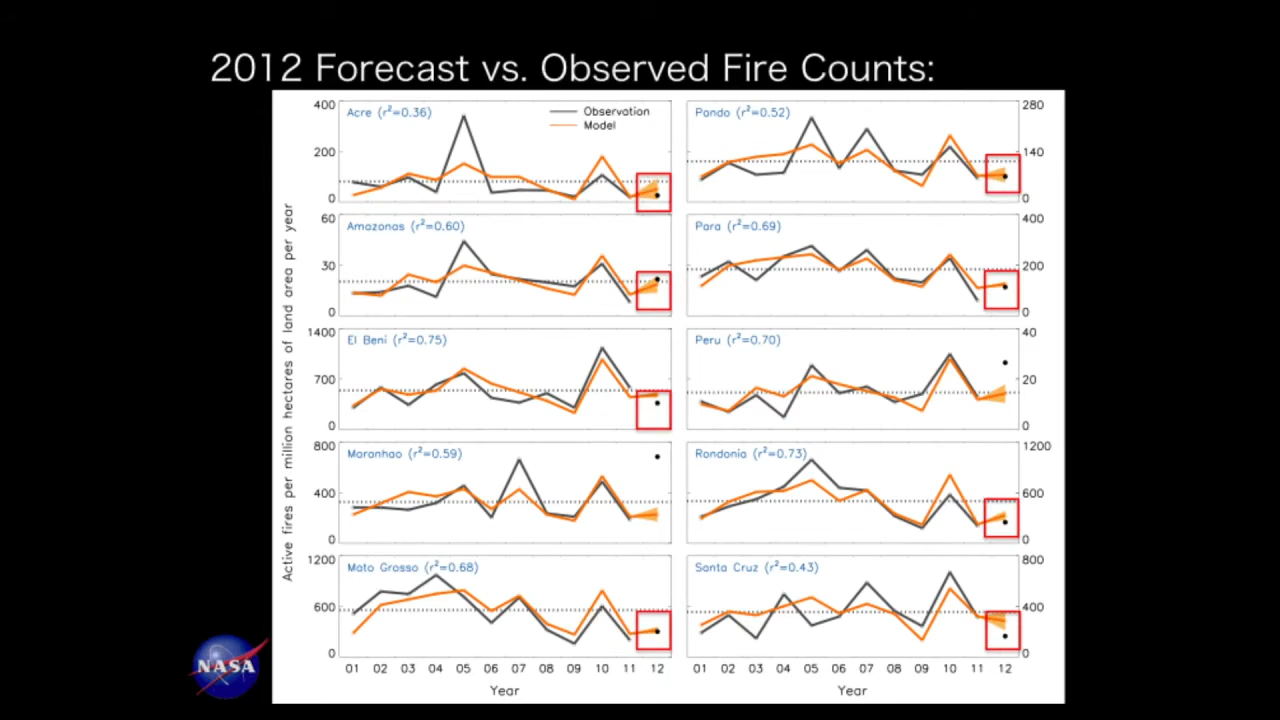 2012 Forecast vs. Observed Fire Counts:
Active fires per million hectares of land area per year
400
200
0
Acre (r²=0.36)
Observation
Model
Pando (r²=0.52)
280
140
0
60
30
0
Amazonas (r²=0.60)
Para (r²=0.69)
400
200
0
1400
700
0
El Beni (r²=0.75)
Peru (r²=0.70)
40
20
0
800
400
0
Maranhao (r²=0.59)
Rondonia (r²=0.73)
1200
600
0
1200
600
0
Mato Grosso (r²=0.68)
Santa Cruz (r²=0.43)
800
400
0
01 02 03 04 05 06 07 08 09 10 11 12
01 02 03 04 05 06 07 08 09 10 11 12
Year
Year
NASA